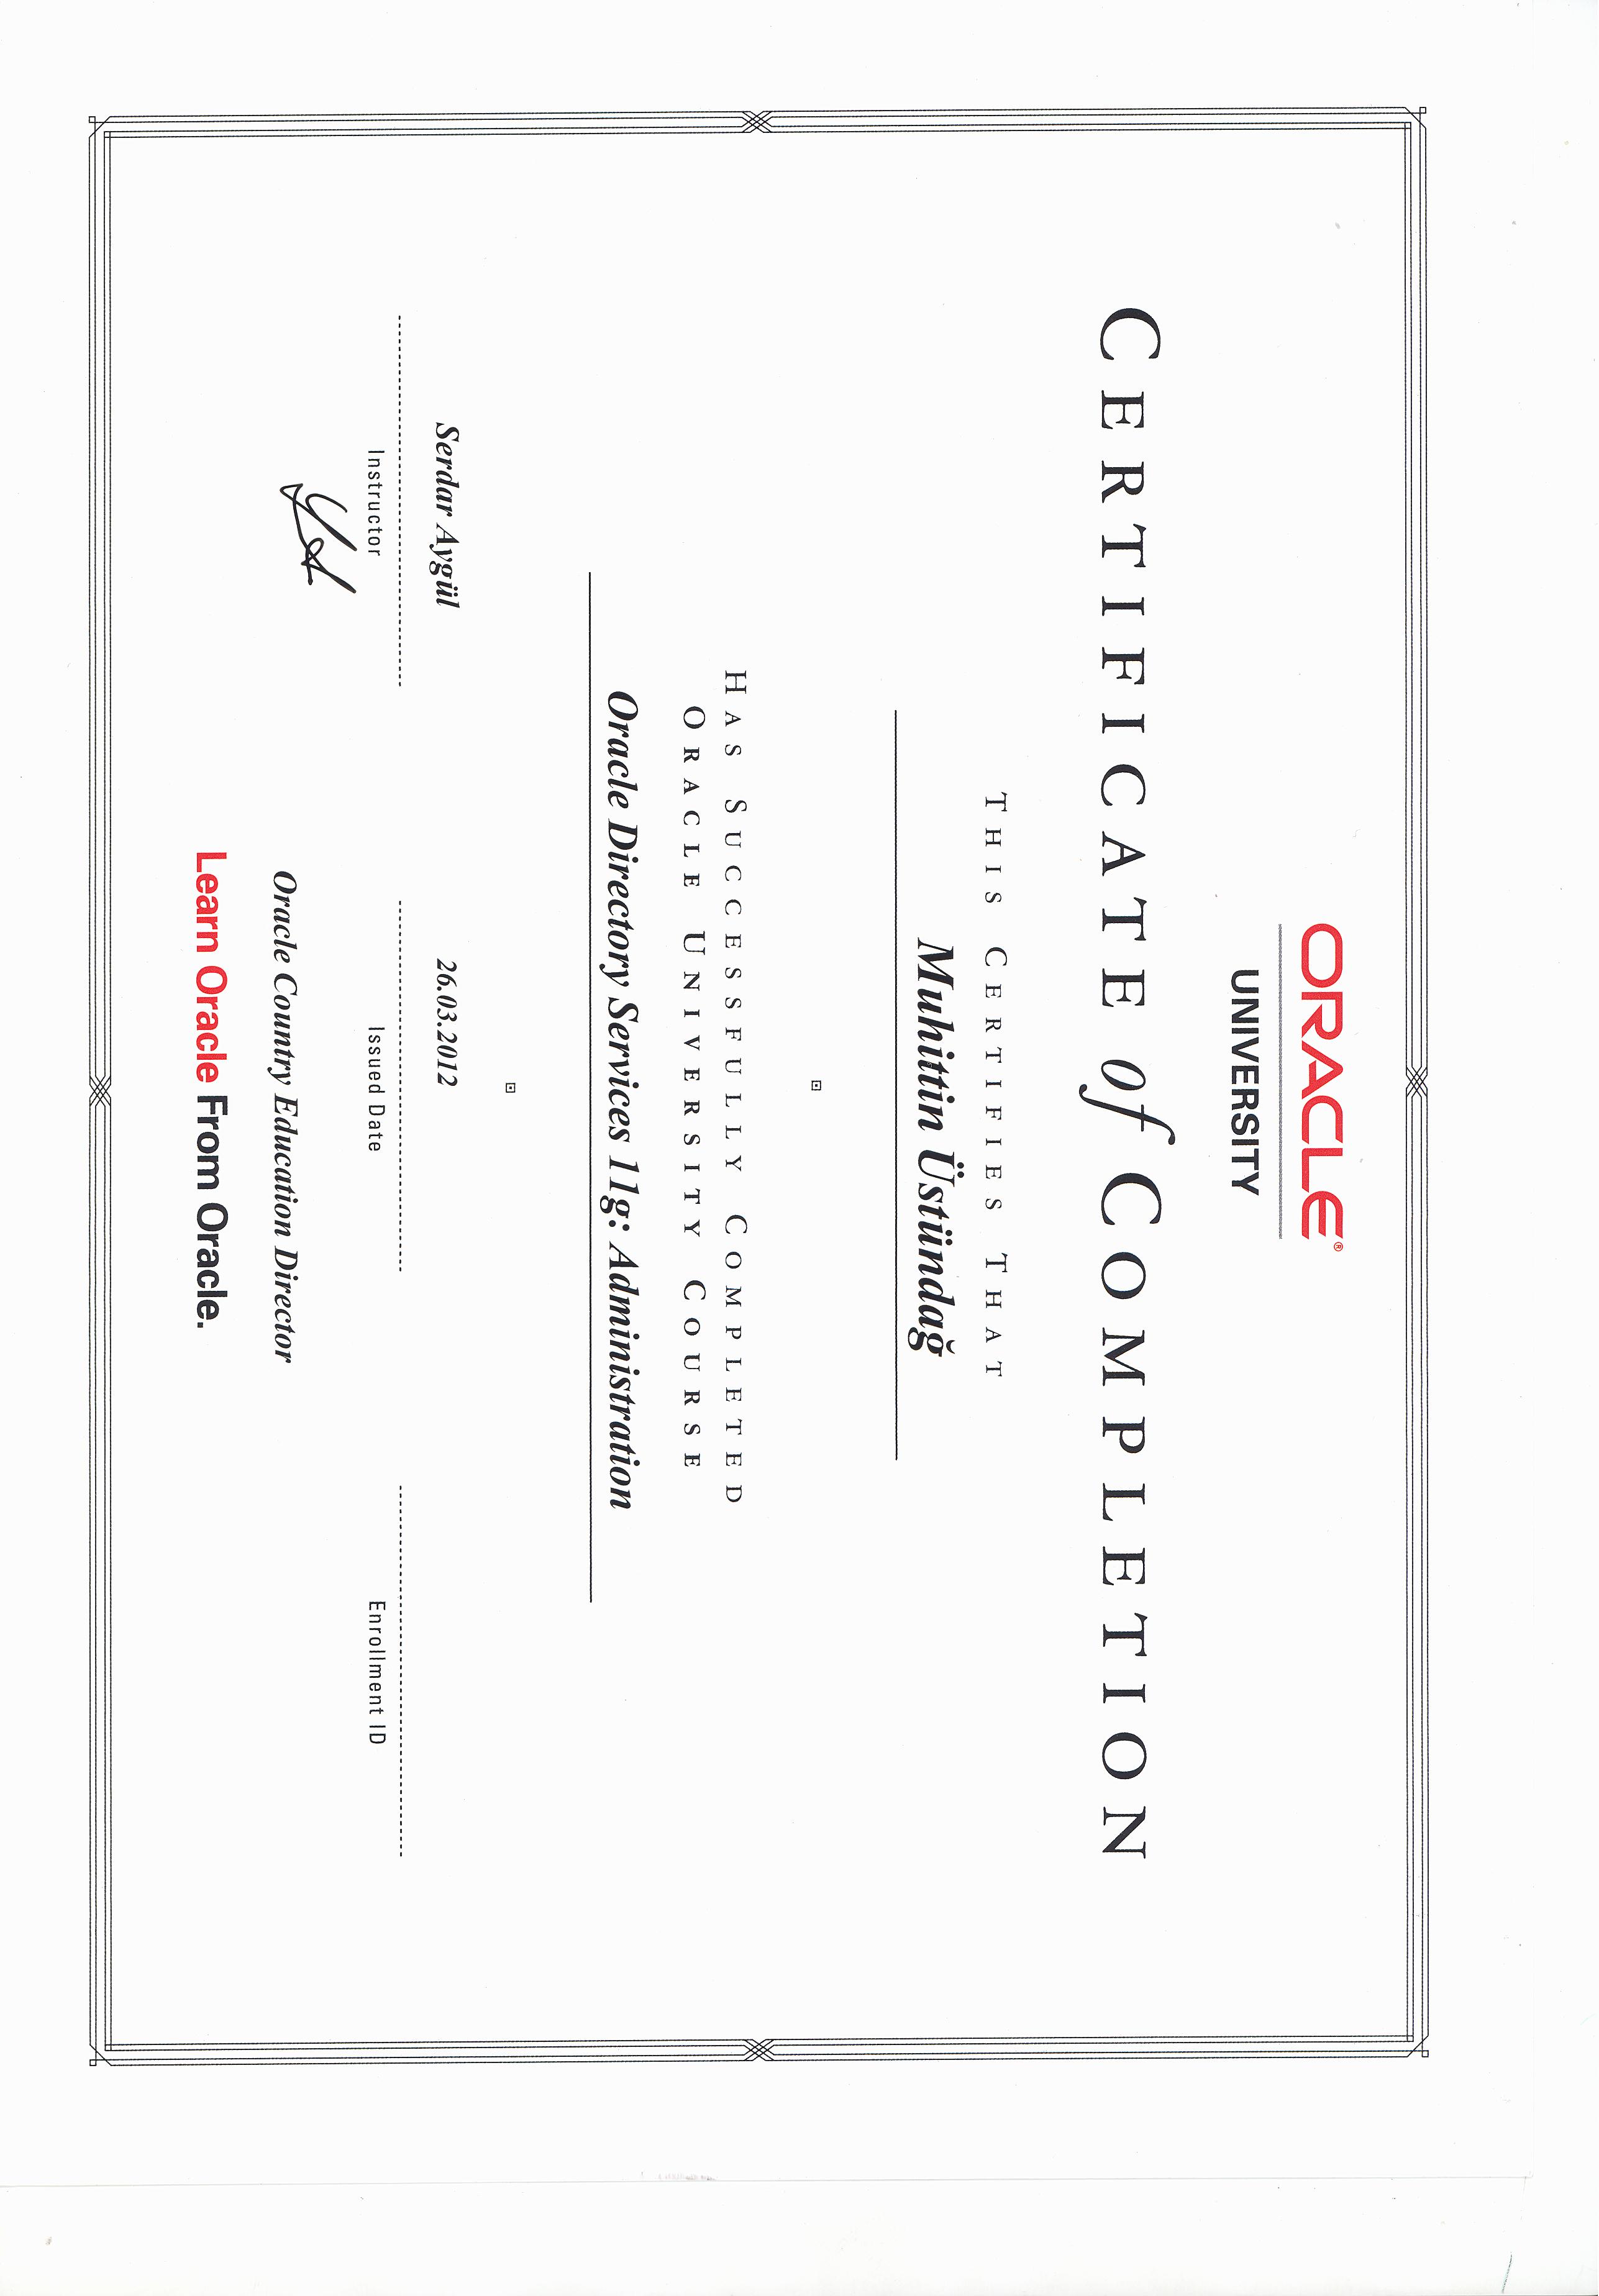 ORACLE®
UNIVERSITY
CERTIFICATE of COMPLETION
THIS CERTIFIES THAT
Muhittin Üstündağ
HAS SUCCESSFULLY COMPLETED
ORACLE UNIVERSITY COURSE
Oracle Directory Services 11g: Administration
Serdar Aygül
26.03.2012
Instructor
Issued Date
Enrollment ID
Oracle Country Education Director
Learn Oracle From Oracle.